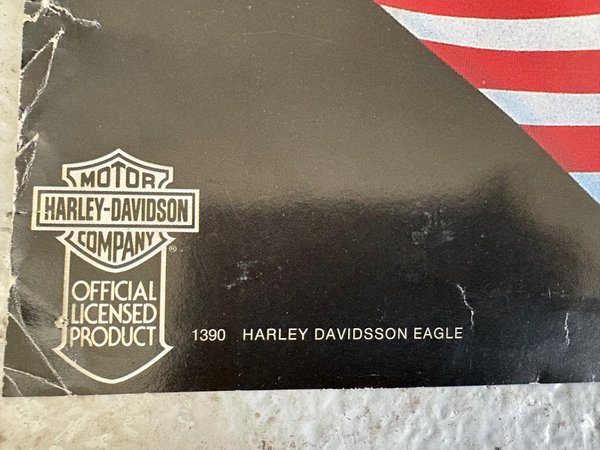 MOTOR
HARLEY-DAVIDSON
COMPANY
®
OFFICIAL
LICENSED
PRODUCT
1390 HARLEY DAVIDSSON EAGLE